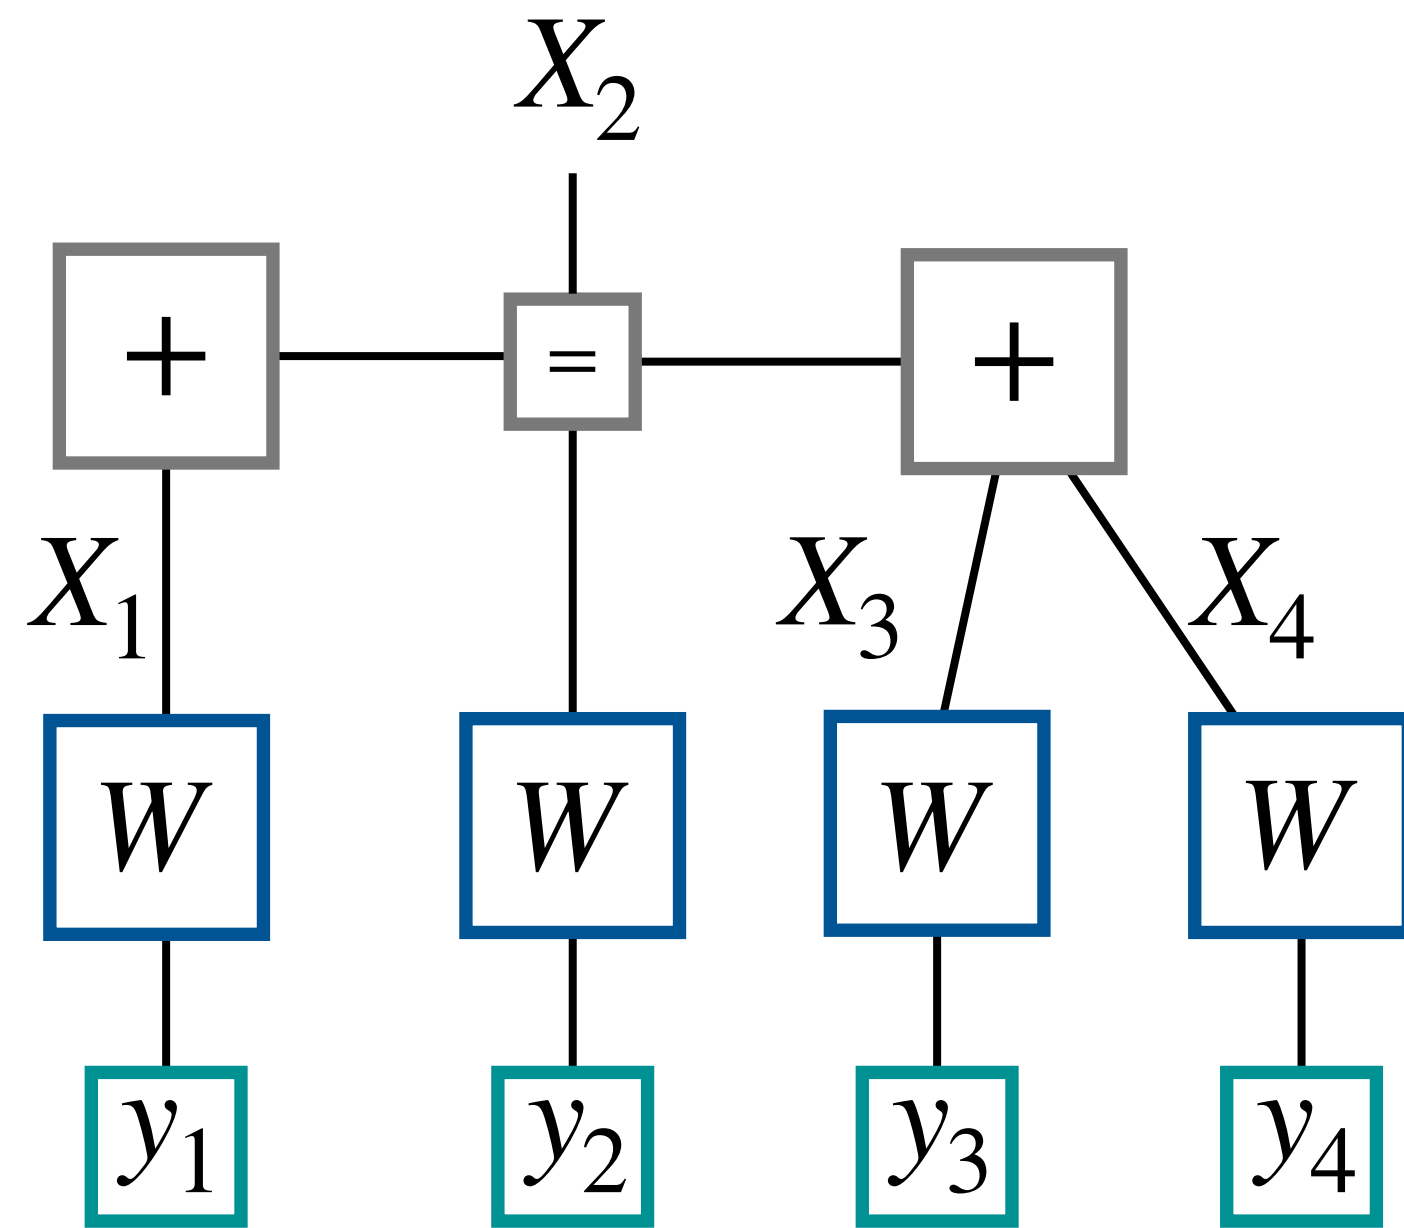 X₂
+ = +
X₁ X₃ X₄
W W W W
y₁ y₂ y₃ y₄